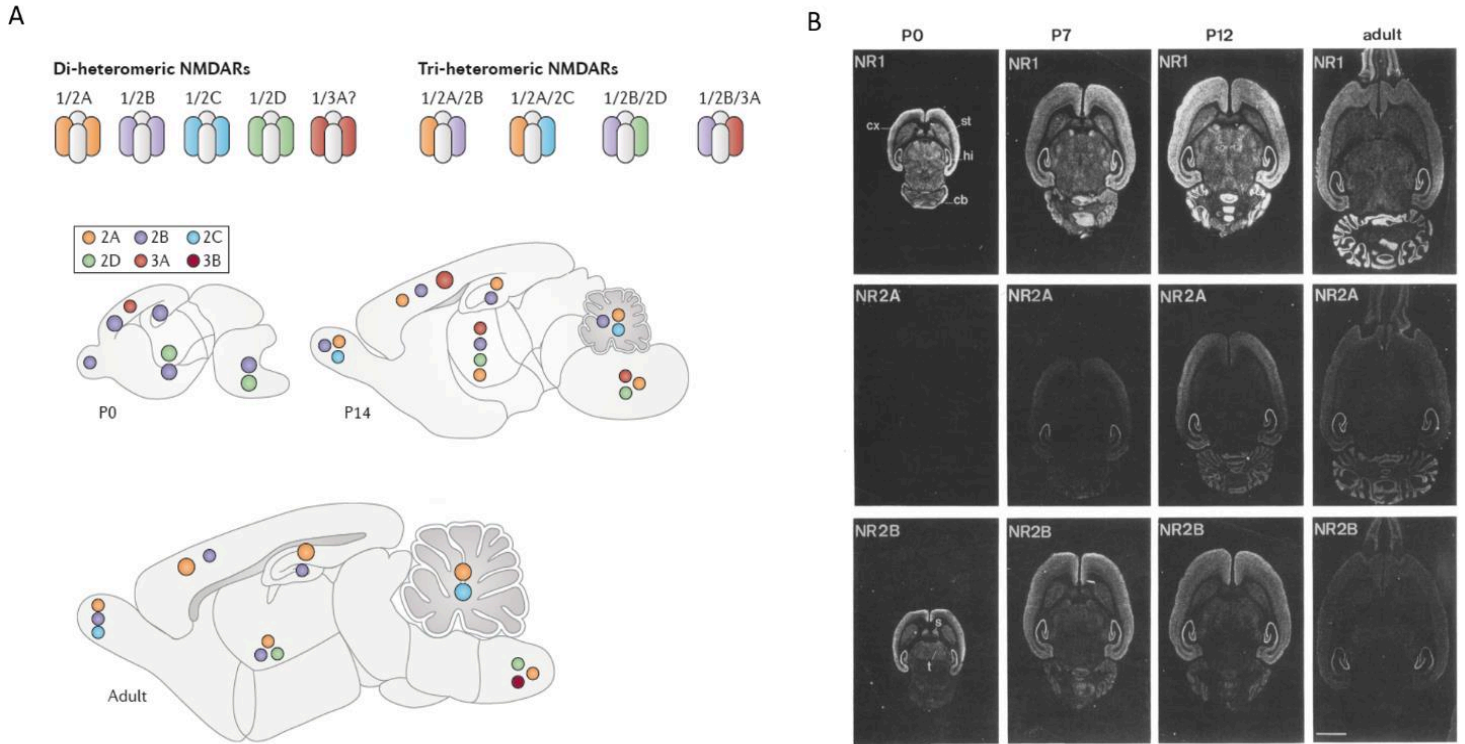 A
Di-heteromeric NMDARs
1/2A 1/2B 1/2C 1/2D 1/3A?
Tri-heteromeric NMDARs
1/2A/2B 1/2A/2C 1/2B/2D 1/2B/3A
2A 2B 2C
2D 3A 3B
P0
P14
Adult
B
P0 P7 P12 adult
NR1 NR1 NR1 NR1
cx st
hi
cb
NR2A NR2A NR2A NR2A
NR2B NR2B NR2B NR2B
s
t